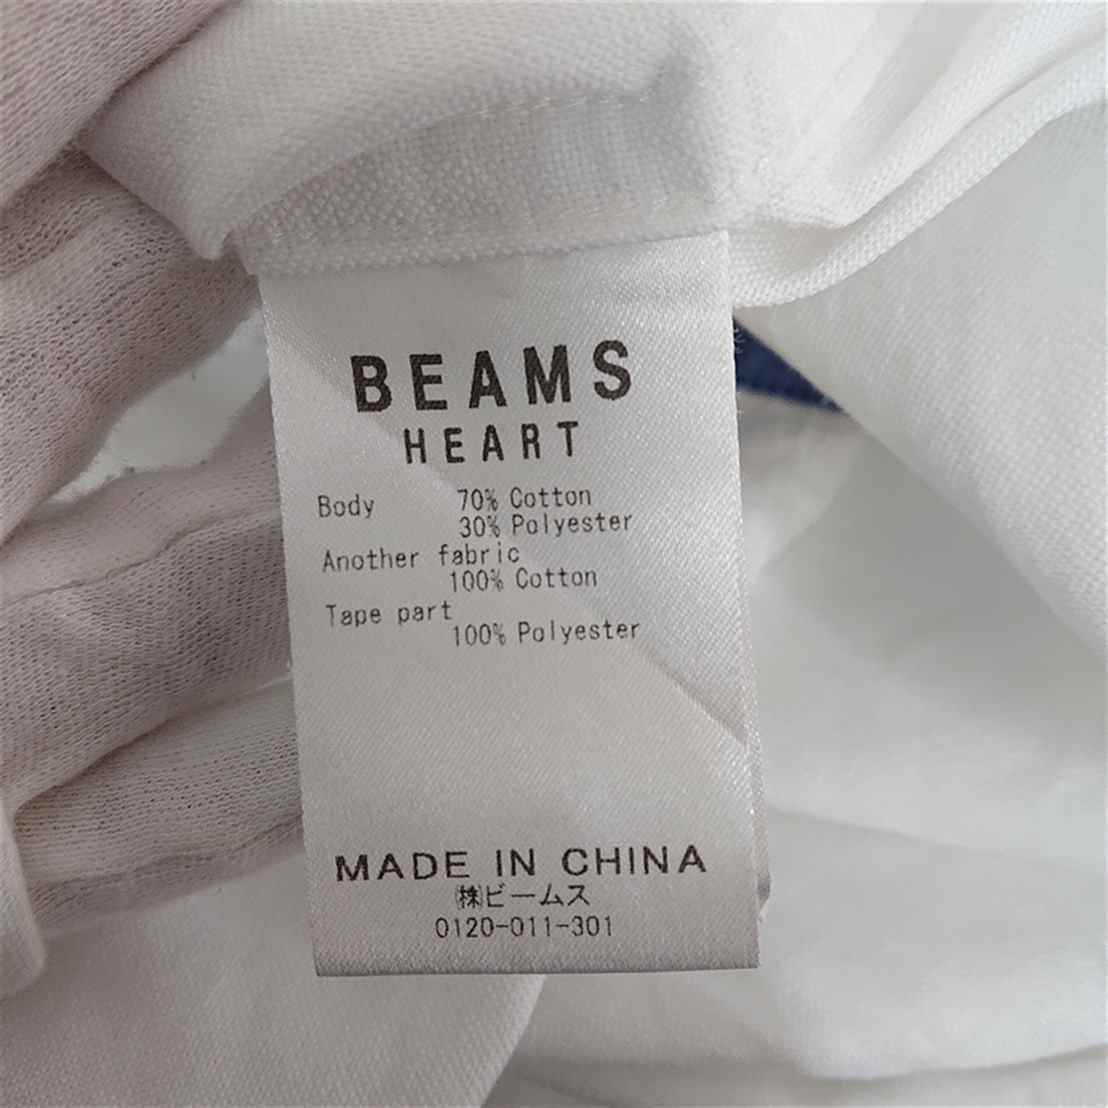 BEAMS
HEART
Body 70% Cotton
30% Polyester
Another fabric
100% Cotton
Tape part
100% Polyester
MADE IN CHINA
㈱ビームス
0120-011-301